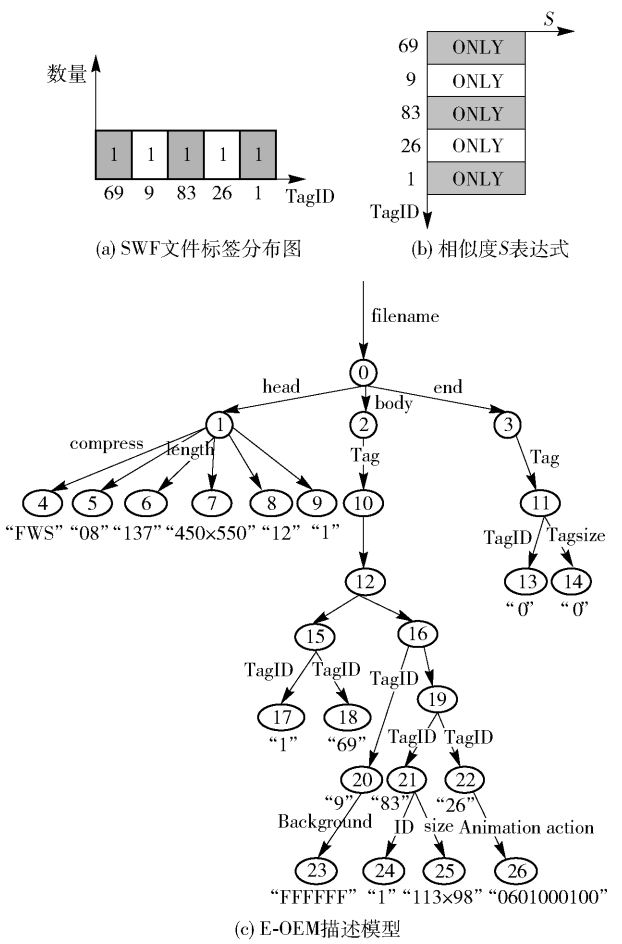 数量
1 1 1 1 1
69 9 83 26 1 TagID
(a) SWF文件标签分布图
S
69 ONLY
9 ONLY
83 ONLY
26 ONLY
1 ONLY
TagID
(b) 相似度S表达式
filename
0
head body end
1 2 3
compress length Tag Tag
4 5 6 7 8 9 10 11
“FWS” “08” “137” “450×550” “12” “1”
TagID Tagsize
12 13 14
“0” “0”
15 16
TagID TagID TagID
19
17 18
“1” “69”
TagID TagID
20 21 22
“9” “83” “26”
Background ID size Animation action
23 24 25 26
“FFFFFF” “1” “113×98” “0601000100”
(c) E-OEM描述模型